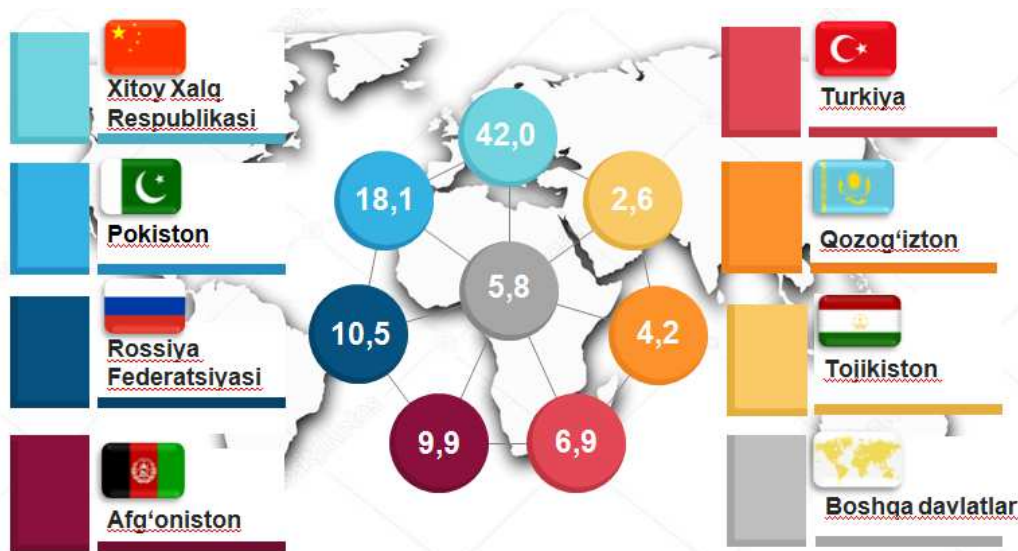 Xitoy Xalq
Respublikasi
Pokiston
Rossiya
Federatsiyasi
Afg‘oniston
42,0
18,1
2,6
5,8
10,5
4,2
9,9
6,9
Turkiya
Qozog‘izton
Tojikiston
Boshqa davlatlar